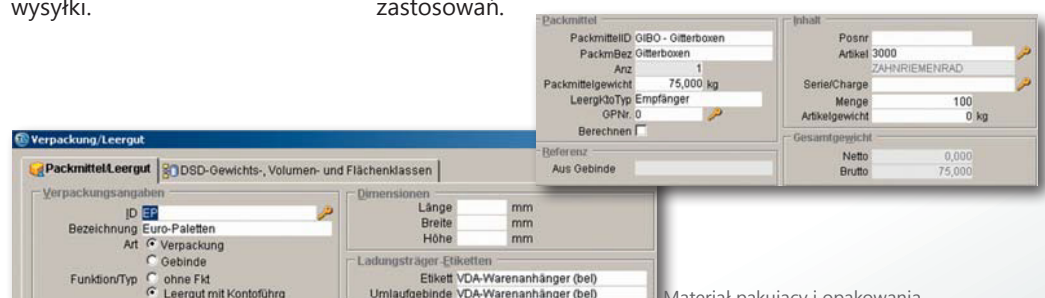 wysyłki.
zastosowań.
Packmittel
PackmittelID GIBO - Gitterboxen
PackmBez Gitterboxen
Anz 1
Packmittelgewicht 75,000 kg
LeergktoTyp Empfänger
GPNr. 0
Berechnen
Referenz
Aus Gebinde
Inhalt
Posnr
Artikel 3000
ZAHNRIEMENRAD
Serie/Charge
Menge 100
Artikelgewicht 0 kg
Gesamtgewicht
Netto 0,000
Brutto 75,000
Verpackung/Leergut
Packmittel/Leergut DSD-Gewichts-, Volumen- und Flächenklassen
Verpackungsangaben
ID EP
Bezeichnung Euro-Paletten
Art Verpackung
Gebinde
Funktion/Typ ohne Fkt
Leergut mit Kontoführg
Dimensionen
Länge mm
Breite mm
Höhe mm
Ladungsträger-Etiketten
Etikett VDA-Warenanhänger (bel)
Umlaufgebinde VDA-Warenanhänger (bel)
Materiał pakujący i opakowania